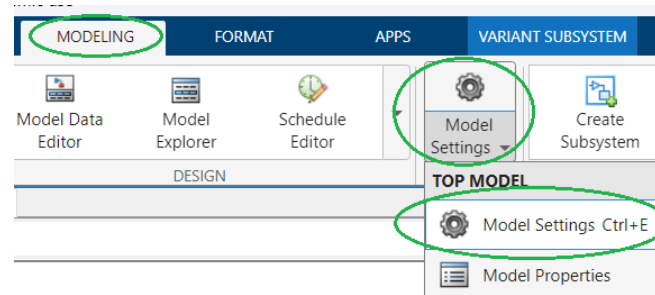 MODELING FORMAT APPS VARIANT SUBSYSTEM
Model Data Editor
Model Explorer
Schedule Editor
Model Settings
Create Subsystem
DESIGN
TOP MODEL
Model Settings Ctrl+E
Model Properties